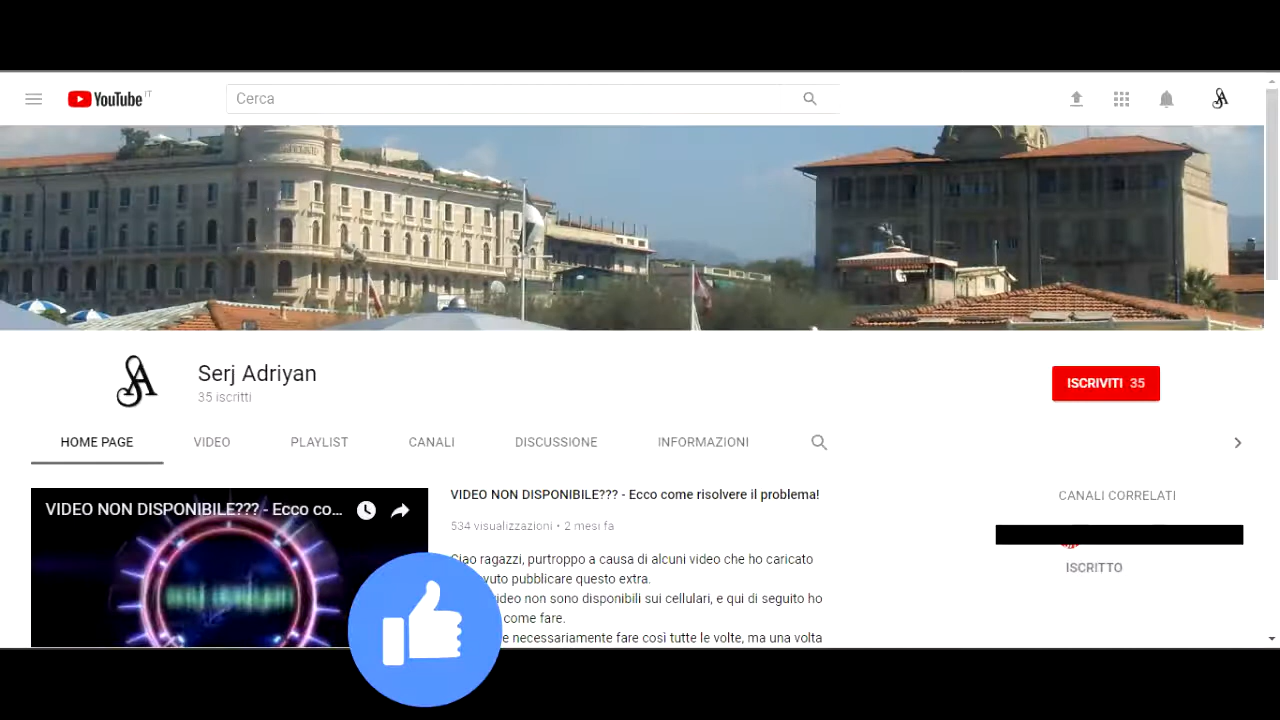 YouTube IT
Cerca
Serj Adriyan
35 iscritti
ISCRIVITI 35
HOME PAGE
VIDEO
PLAYLIST
CANALI
DISCUSSIONE
INFORMAZIONI
VIDEO NON DISPONIBILE??? - Ecco co...
VIDEO NON DISPONIBILE??? - Ecco come risolvere il problema!
534 visualizzazioni • 2 mesi fa
Ciao ragazzi, purtroppo a causa di alcuni video che ho caricato
pubblicare questo extra.
non sono disponibili sui cellulari, e qui di seguito ho
come fare.
necessariamente fare così tutte le volte, ma una volta
CANALI CORRELATI
ISCRITTO